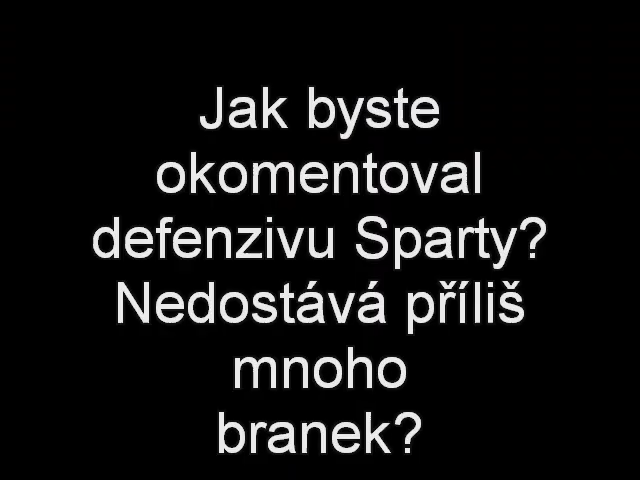 Jak byste
okomentoval
defenzivu Sparty?
Nedostává příliš
mnoho
branek?